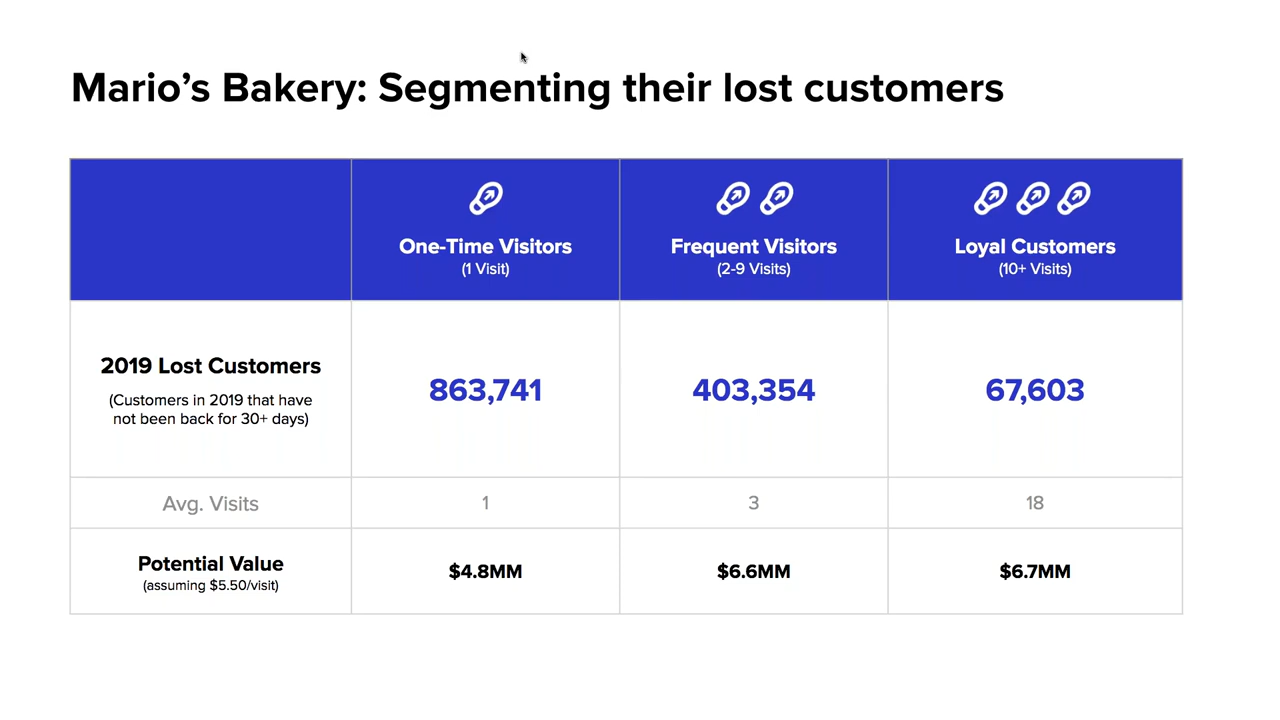 Mario’s Bakery: Segmenting their lost customers
One-Time Visitors
(1 Visit)
Frequent Visitors
(2-9 Visits)
Loyal Customers
(10+ Visits)
2019 Lost Customers
(Customers in 2019 that have
not been back for 30+ days)
863,741
403,354
67,603
Avg. Visits
1
3
18
Potential Value
(assuming $5.50/visit)
$4.8MM
$6.6MM
$6.7MM